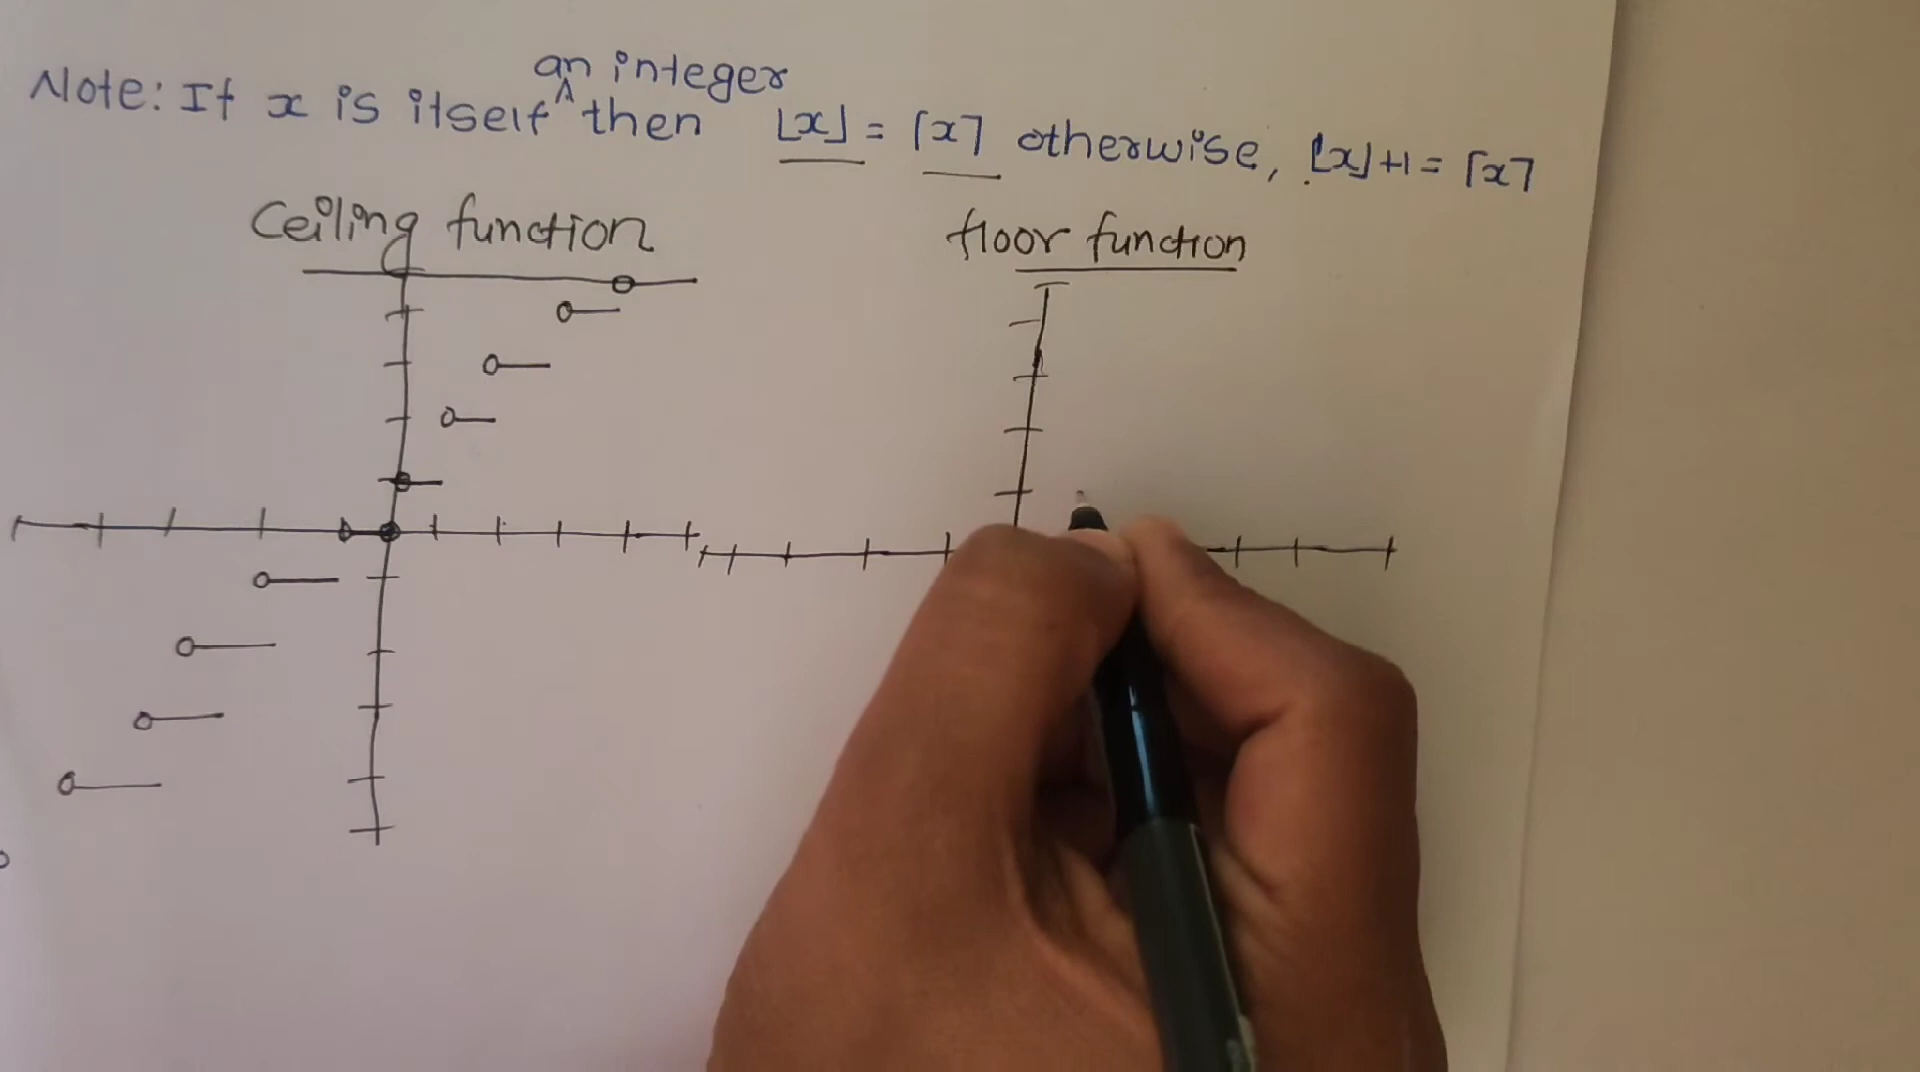 Note: If x is itself an integer then ⌊x⌋ = ⌈x⌉ otherwise, ⌊x⌋+1 = ⌈x⌉
Ceiling function
floor function